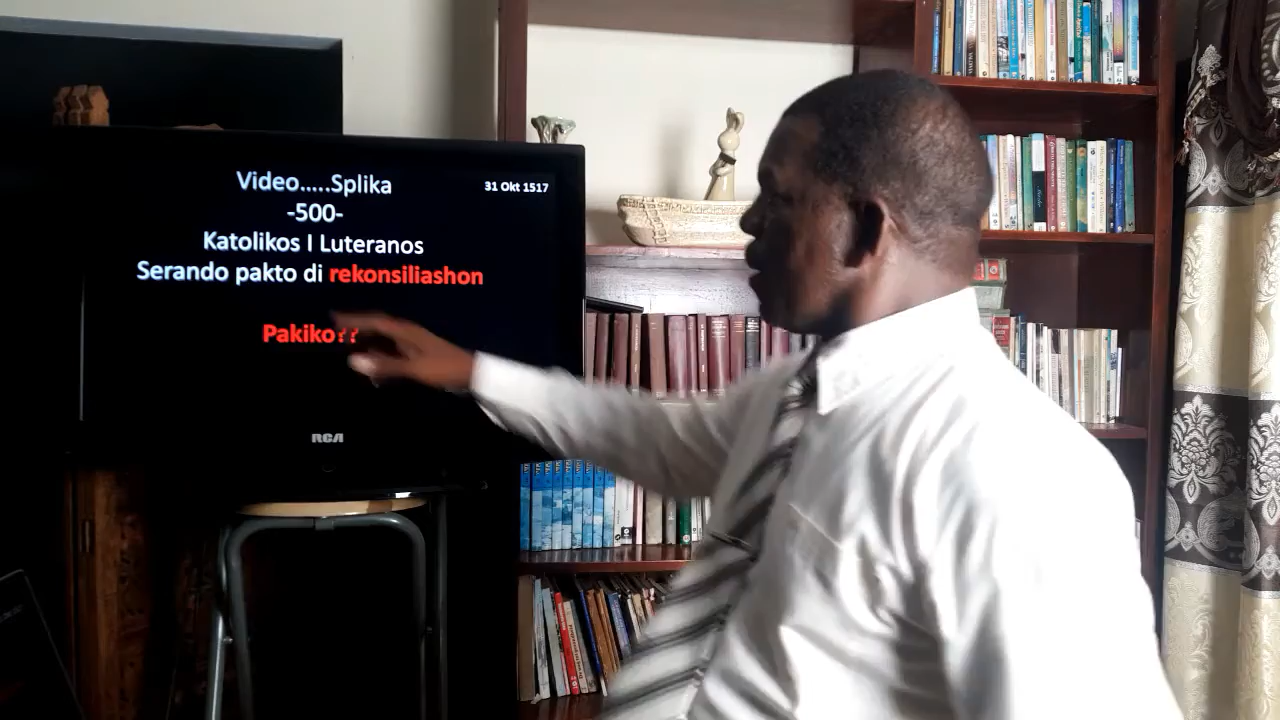 Video.....Splika
31 Okt 1517
-500-
Katolikos I Luteranos
Serando pakto di rekonsiliashon
Pakiko??
RCA